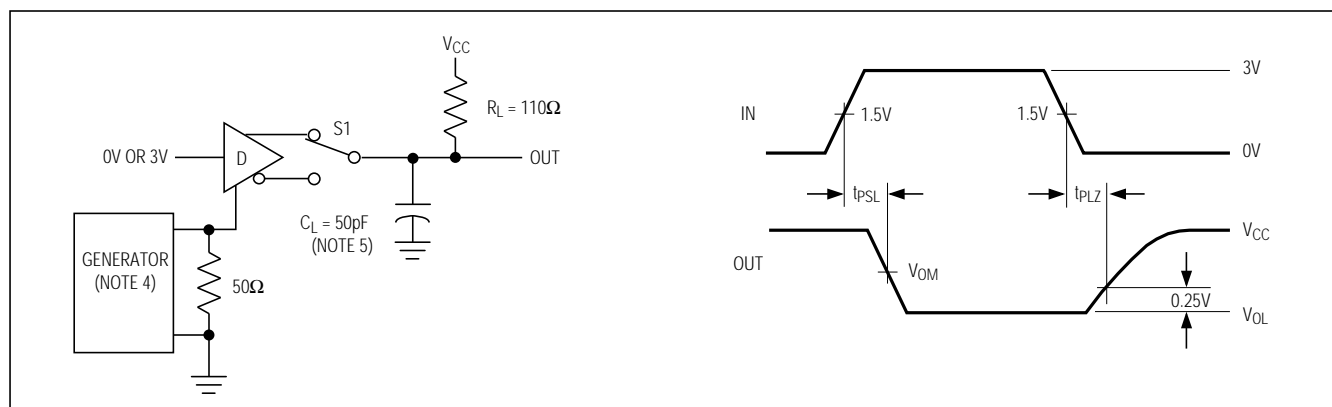 V_CC
R_L = 110Ω
S1
0V OR 3V
D
OUT
C_L = 50pF
(NOTE 5)
GENERATOR
(NOTE 4)
50Ω
3V
IN
1.5V
1.5V
0V
t_PSL
t_PLZ
V_CC
OUT
V_OM
0.25V
V_OL